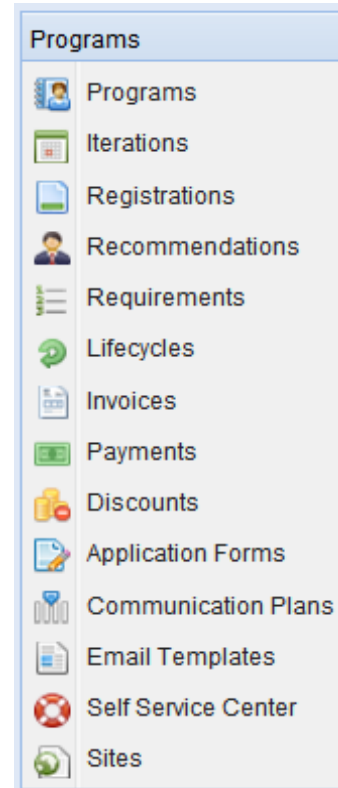 Programs
Programs
Iterations
Registrations
Recommendations
Requirements
Lifecycles
Invoices
Payments
Discounts
Application Forms
Communication Plans
Email Templates
Self Service Center
Sites